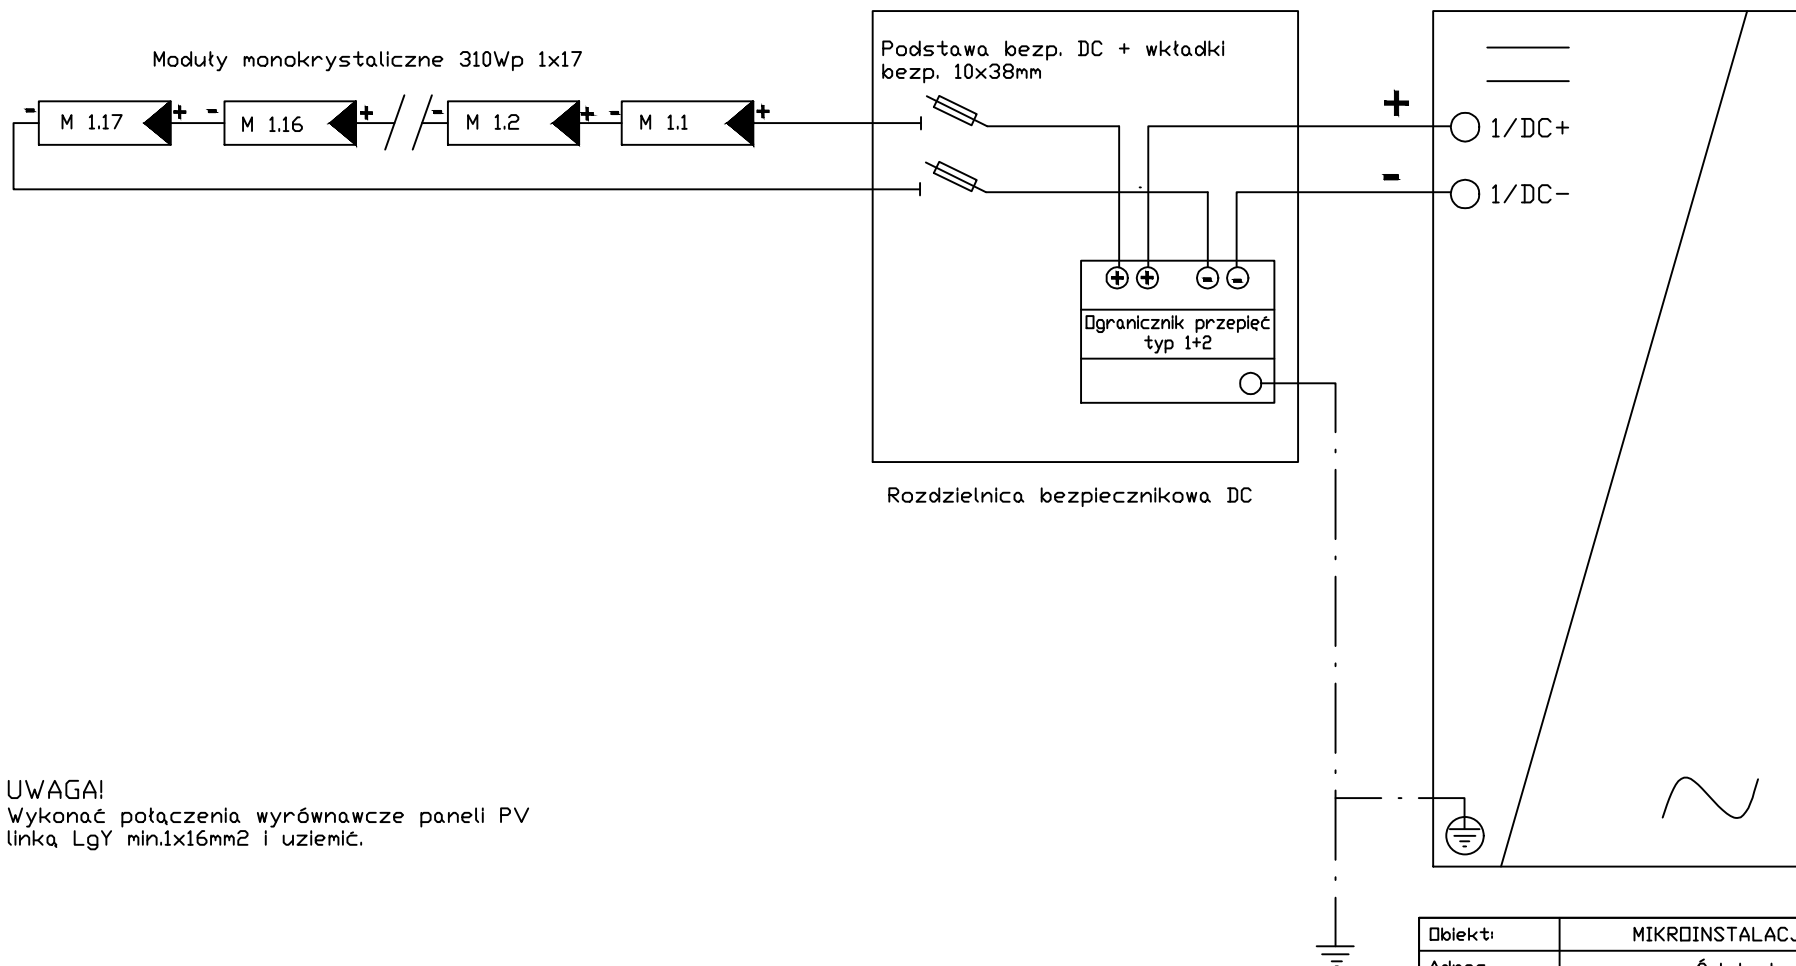 Moduły monokrystaliczne 310Wp 1x17
- M 1.17 + - M 1.16 + - M 1.2 + - M 1.1 +
Podstawa bezp. DC + wkładki
bezp. 10x38mm
+
1/DC+
-
1/DC-
+ + - -
Ogranicznik przepięć
typ 1+2
Rozdzielnica bezpiecznikowa DC
UWAGA!
Wykonać połączenia wyrównawcze paneli PV
linką LgY min.1x16mm2 i uziemić.
Obiekt: MIKROINSTALACJ